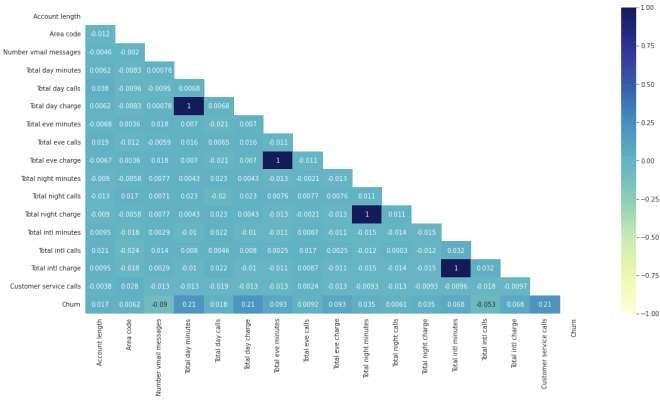 Account length
Area code -0.012
Number vmail messages -0.0046 -0.002
Total day minutes 0.0062 -0.0083 0.00078
Total day calls 0.038 -0.0096 -0.0095 0.0068
Total day charge 0.0062 -0.0083 0.00078 1 0.0068
Total eve minutes -0.0068 0.0036 0.018 0.007 -0.021 0.007
Total eve calls 0.019 -0.012 -0.0059 0.016 0.0065 0.016 -0.011
Total eve charge -0.0067 0.0036 0.018 0.007 -0.021 0.007 1 -0.011
Total night minutes -0.009 -0.0058 0.0077 0.0043 0.023 0.0043 -0.013 -0.0021 -0.013
Total night calls -0.013 0.017 0.0071 0.023 -0.02 0.023 0.0076 0.0077 0.0076 0.011
Total night charge -0.009 -0.0058 0.0077 0.0043 0.023 0.0043 -0.013 -0.0021 -0.013 1 0.011
Total intl minutes 0.0095 -0.018 0.0029 -0.01 0.022 -0.01 -0.011 0.0087 -0.011 -0.015 -0.014 -0.015
Total intl calls 0.021 -0.024 0.014 0.008 0.0046 0.008 0.0025 0.017 0.0025 -0.012 0.0003 -0.012 0.032
Total intl charge 0.0095 -0.018 0.0029 -0.01 0.022 -0.01 -0.011 0.0087 -0.011 -0.015 -0.014 -0.015 1 0.032
Customer service calls -0.0038 0.028 -0.013 -0.013 -0.019 -0.013 -0.013 0.0024 -0.013 -0.0093 -0.013 -0.0093 -0.0096 -0.018 -0.0097
Churn 0.017 0.0062 -0.09 0.21 0.018 0.21 0.093 0.0092 0.093 0.035 0.0061 0.035 0.068 -0.053 0.068 0.21
Account length
Area code
Number vmail messages
Total day minutes
Total day calls
Total day charge
Total eve minutes
Total eve calls
Total eve charge
Total night minutes
Total night calls
Total night charge
Total intl minutes
Total intl calls
Total intl charge
Customer service calls
Churn
1.00
0.75
0.50
0.25
0.00
-0.25
-0.50
-0.75
-1.00